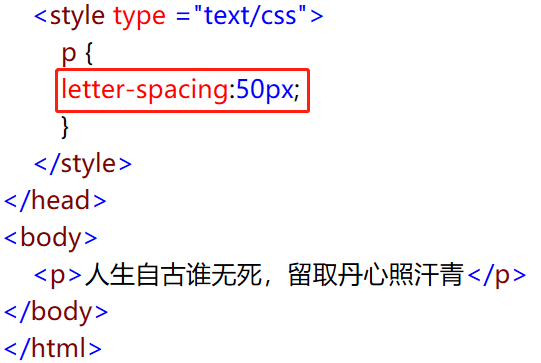 <style type ="text/css">
p {
letter-spacing:50px;
}
</style>
</head>
<body>
<p>人生自古谁无死，留取丹心照汗青</p>
</body>
</html>